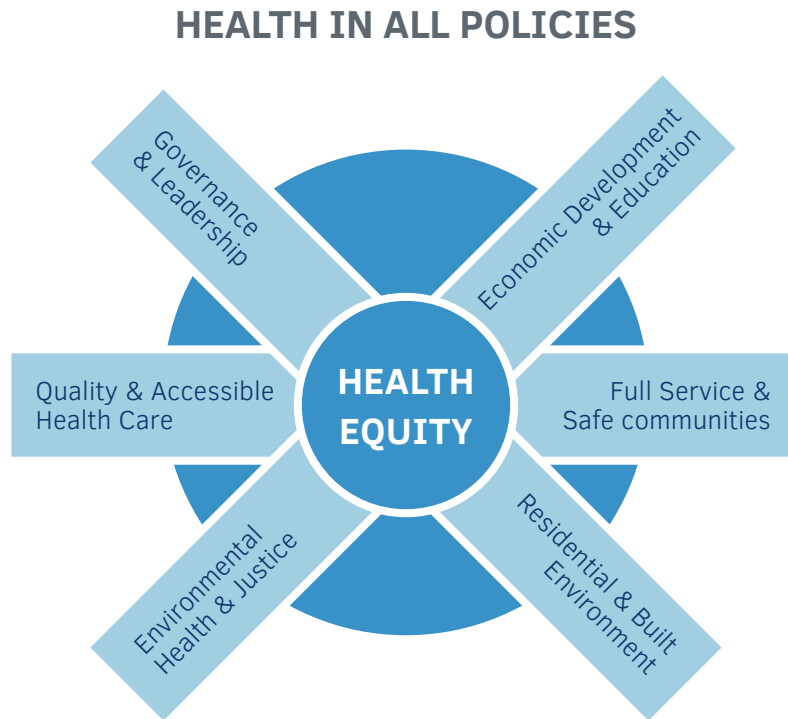 HEALTH IN ALL POLICIES
Governance
& Leadership
Economic Development
& Education
Quality & Accessible
Health Care
HEALTH
EQUITY
Full Service &
Safe communities
Environmental
Health & Justice
Residential & Built
Environment